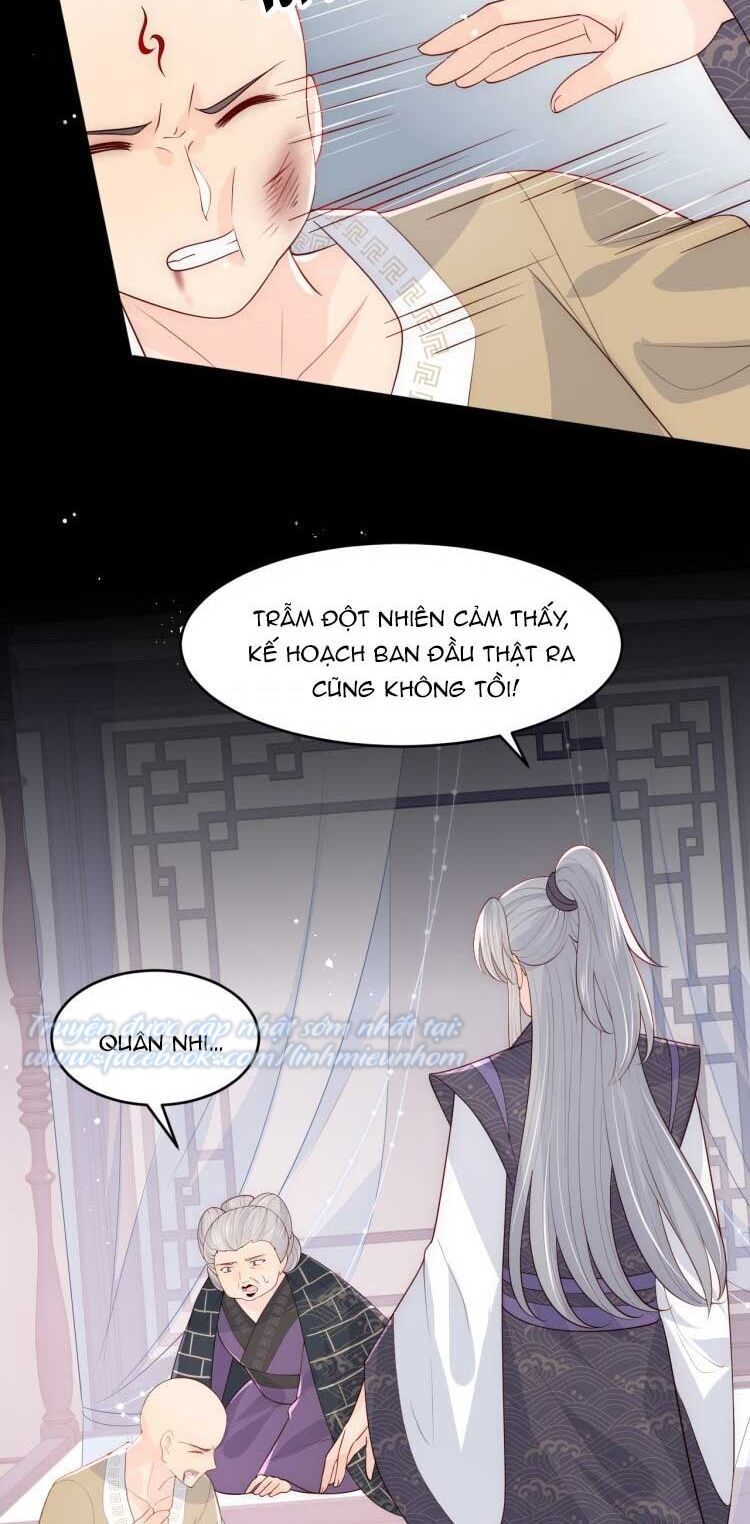 TRẪM ĐỘT NHIÊN CẢM THẤY,
KẾ HOẠCH BAN ĐẦU THẬT RA
CŨNG KHÔNG TỒI!
Truyện được cập nhật sớm nhất tại:
www.facebook.com/linhmieunhom
QUÂN NHI...